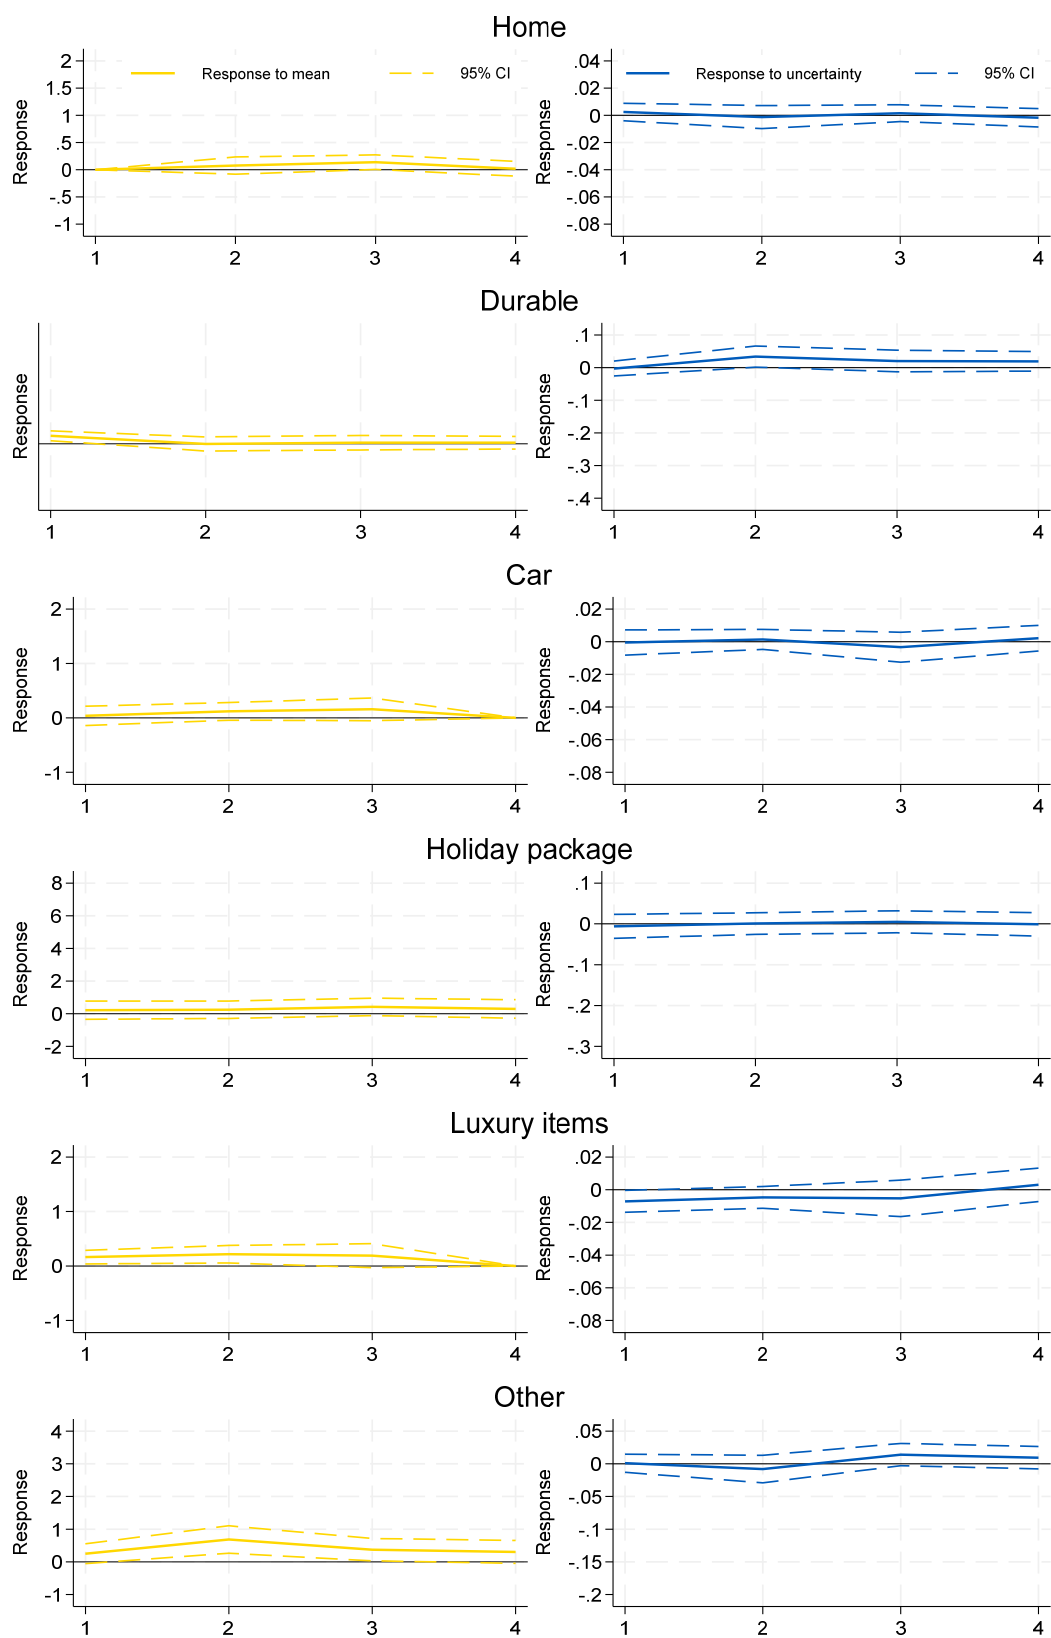 Home
2
1.5
1
.5
0
-.5
-1
Response
Response to mean
95% CI
1 2 3 4
.04
.02
0
-.02
-.04
-.06
-.08
Response
Response to uncertainty
95% CI
1 2 3 4
Durable
Response
1 2 3 4
.1
0
-.1
-.2
-.3
-.4
Response
1 2 3 4
Car
2
1
0
-1
Response
1 2 3 4
.02
0
-.02
-.04
-.06
-.08
Response
1 2 3 4
Holiday package
8
6
4
2
0
-2
Response
1 2 3 4
.1
0
-.1
-.2
-.3
Response
1 2 3 4
Luxury items
2
1
0
-1
Response
1 2 3 4
.02
0
-.02
-.04
-.06
-.08
Response
1 2 3 4
Other
4
3
2
1
0
-1
Response
1 2 3 4
.05
0
-.05
-.1
-.15
-.2
Response
1 2 3 4